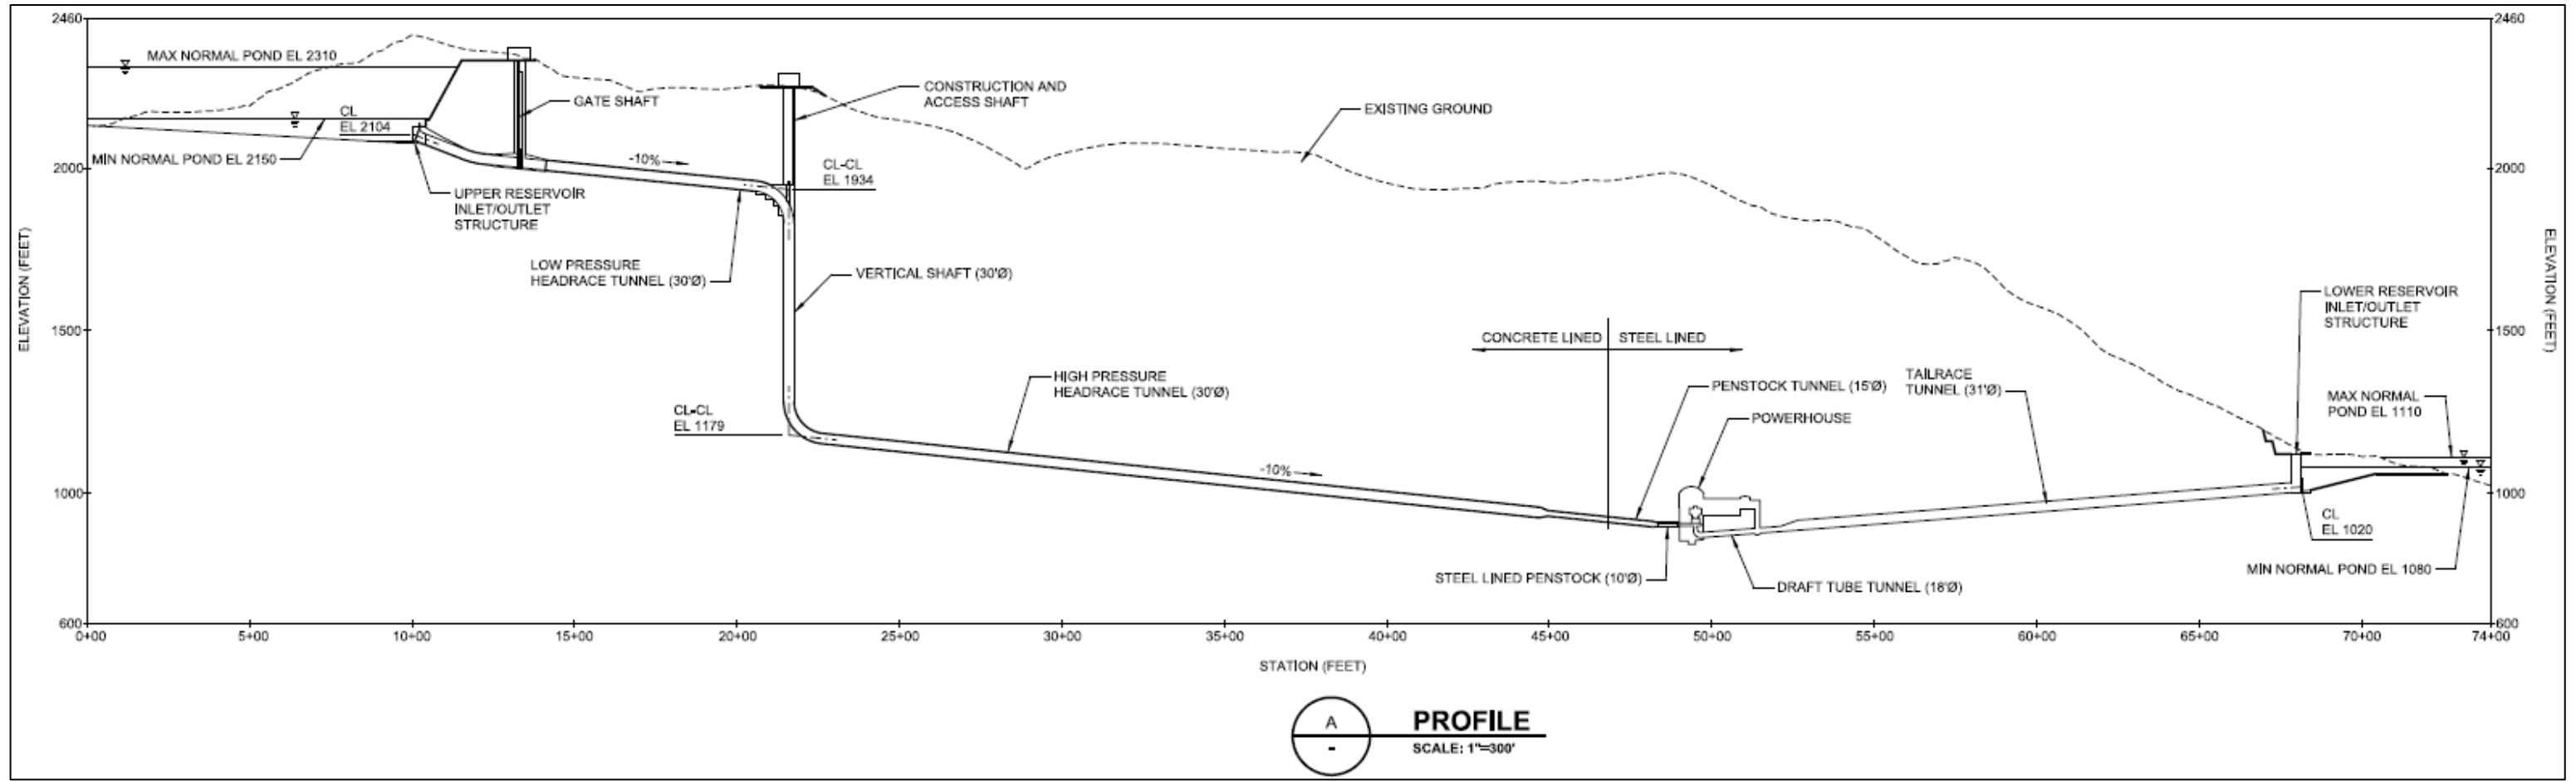 2460
2460
MAX NORMAL POND EL 2310
CL
EL 2104
MIN NORMAL POND EL 2150
GATE SHAFT
CONSTRUCTION AND
ACCESS SHAFT
EXISTING GROUND
2000
-10%
CL-CL
EL 1934
2000
UPPER RESERVOIR
INLET/OUTLET
STRUCTURE
LOW PRESSURE
HEADRACE TUNNEL (30'Ø)
VERTICAL SHAFT (30'Ø)
ELEVATION (FEET)
ELEVATION (FEET)
LOWER RESERVOIR
INLET/OUTLET
STRUCTURE
1500
CONCRETE LINED
STEEL LINED
1500
HIGH PRESSURE
HEADRACE TUNNEL (30'Ø)
PENSTOCK TUNNEL (15'Ø)
TAILRACE
TUNNEL (31'Ø)
MAX NORMAL
POND EL 1110
CL-CL
EL 1179
POWERHOUSE
-10%
1000
1000
CL
EL 1020
MIN NORMAL POND EL 1080
STEEL LINED PENSTOCK (10'Ø)
DRAFT TUBE TUNNEL (18'Ø)
600
600
0+00
5+00
10+00
15+00
20+00
25+00
30+00
35+00
40+00
45+00
50+00
55+00
60+00
65+00
70+00
74+00
STATION (FEET)
A
-
PROFILE
SCALE: 1"=300'